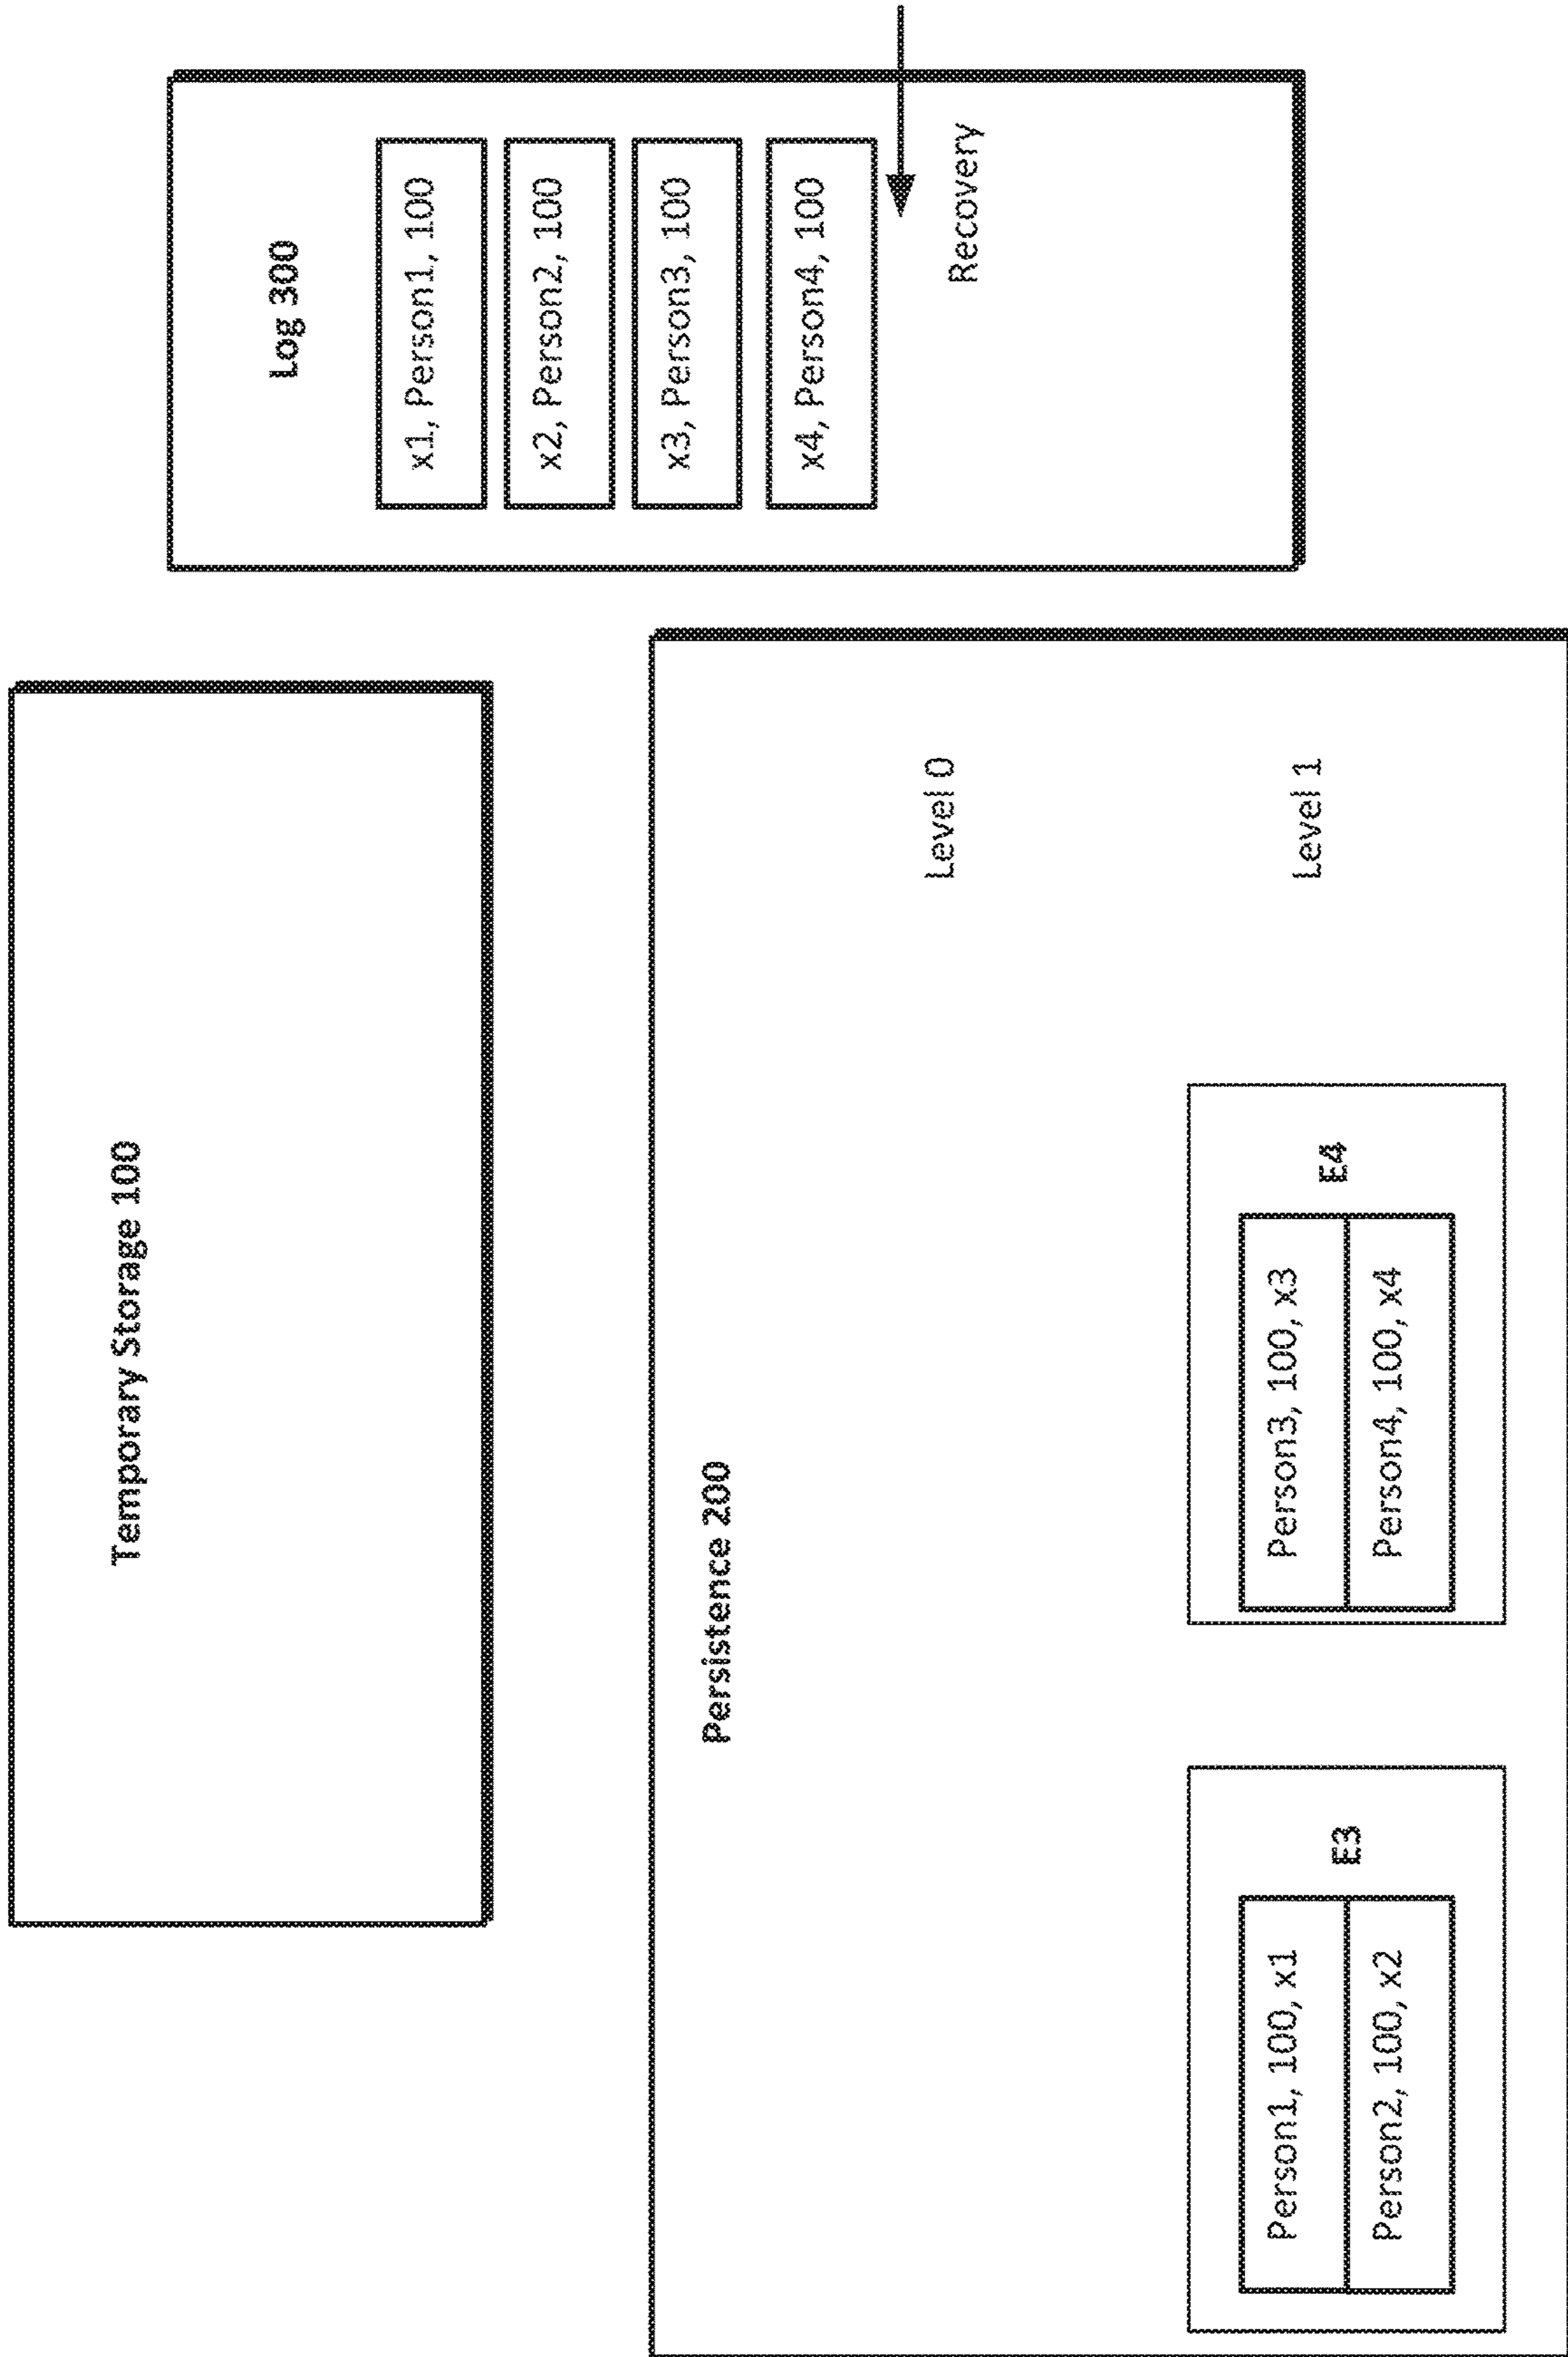 Temporary Storage 100
Log 300
x1, Person1, 100
x2, Person2, 100
x3, Person3, 100
x4, Person4, 100
Recovery
Persistence 200
Level 0
Level 1
E3
Person1, 100, x1
Person2, 100, x2
E4
Person3, 100, x3
Person4, 100, x4